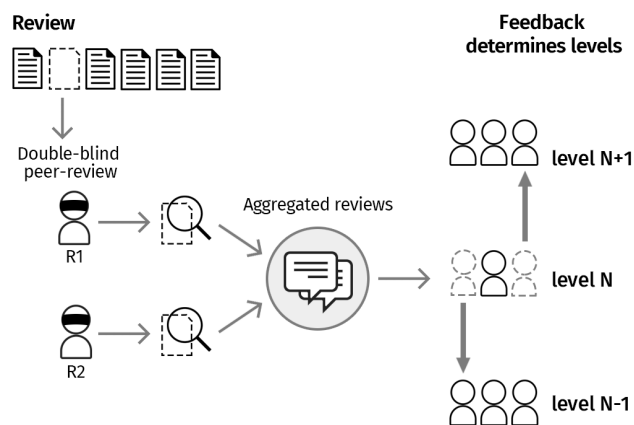 Review
Feedback
determines levels
Double-blind
peer-review
R1
Aggregated reviews
level N+1
level N
R2
level N-1